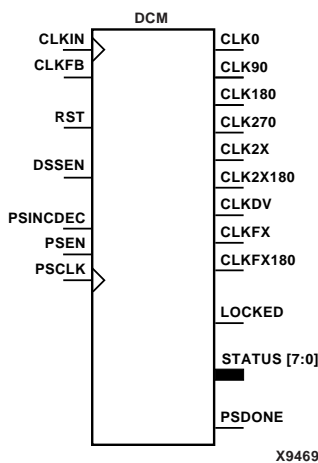 DCM
CLKIN
CLKFB
RST
DSSEN
PSINCDEC
PSEN
PSCLK
CLK0
CLK90
CLK180
CLK270
CLK2X
CLK2X180
CLKDV
CLKFX
CLKFX180
LOCKED
STATUS [7:0]
PSDONE
X9469